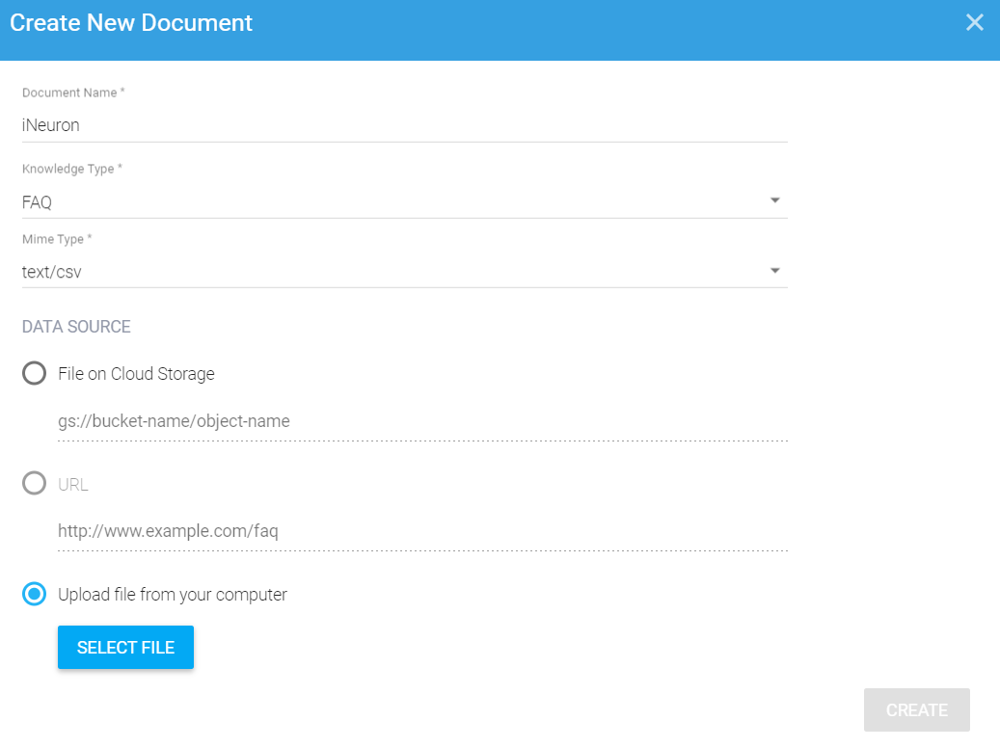 Create New Document
Document Name *
iNeuron
Knowledge Type *
FAQ
Mime Type *
text/csv
DATA SOURCE
File on Cloud Storage
gs://bucket-name/object-name
URL
http://www.example.com/faq
Upload file from your computer
SELECT FILE
CREATE